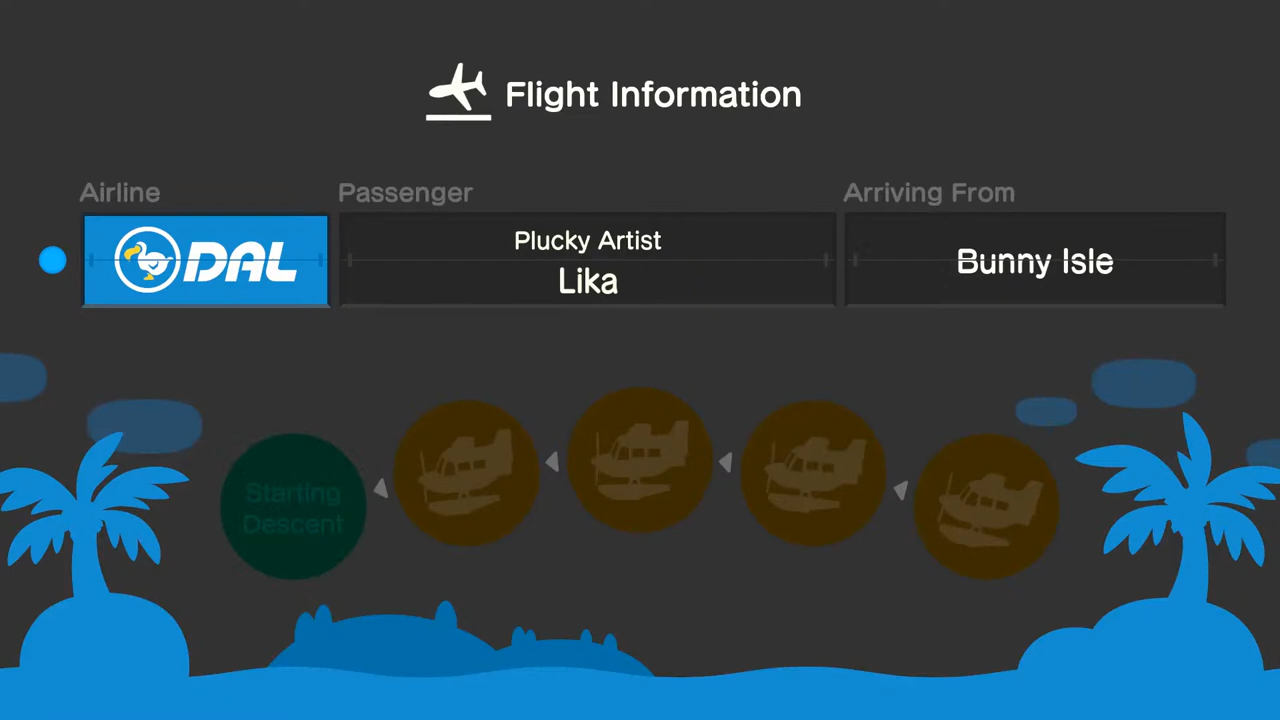 Flight Information
Airline
Passenger
Arriving From
DAL
Plucky Artist
Lika
Bunny Isle
Starting
Descent